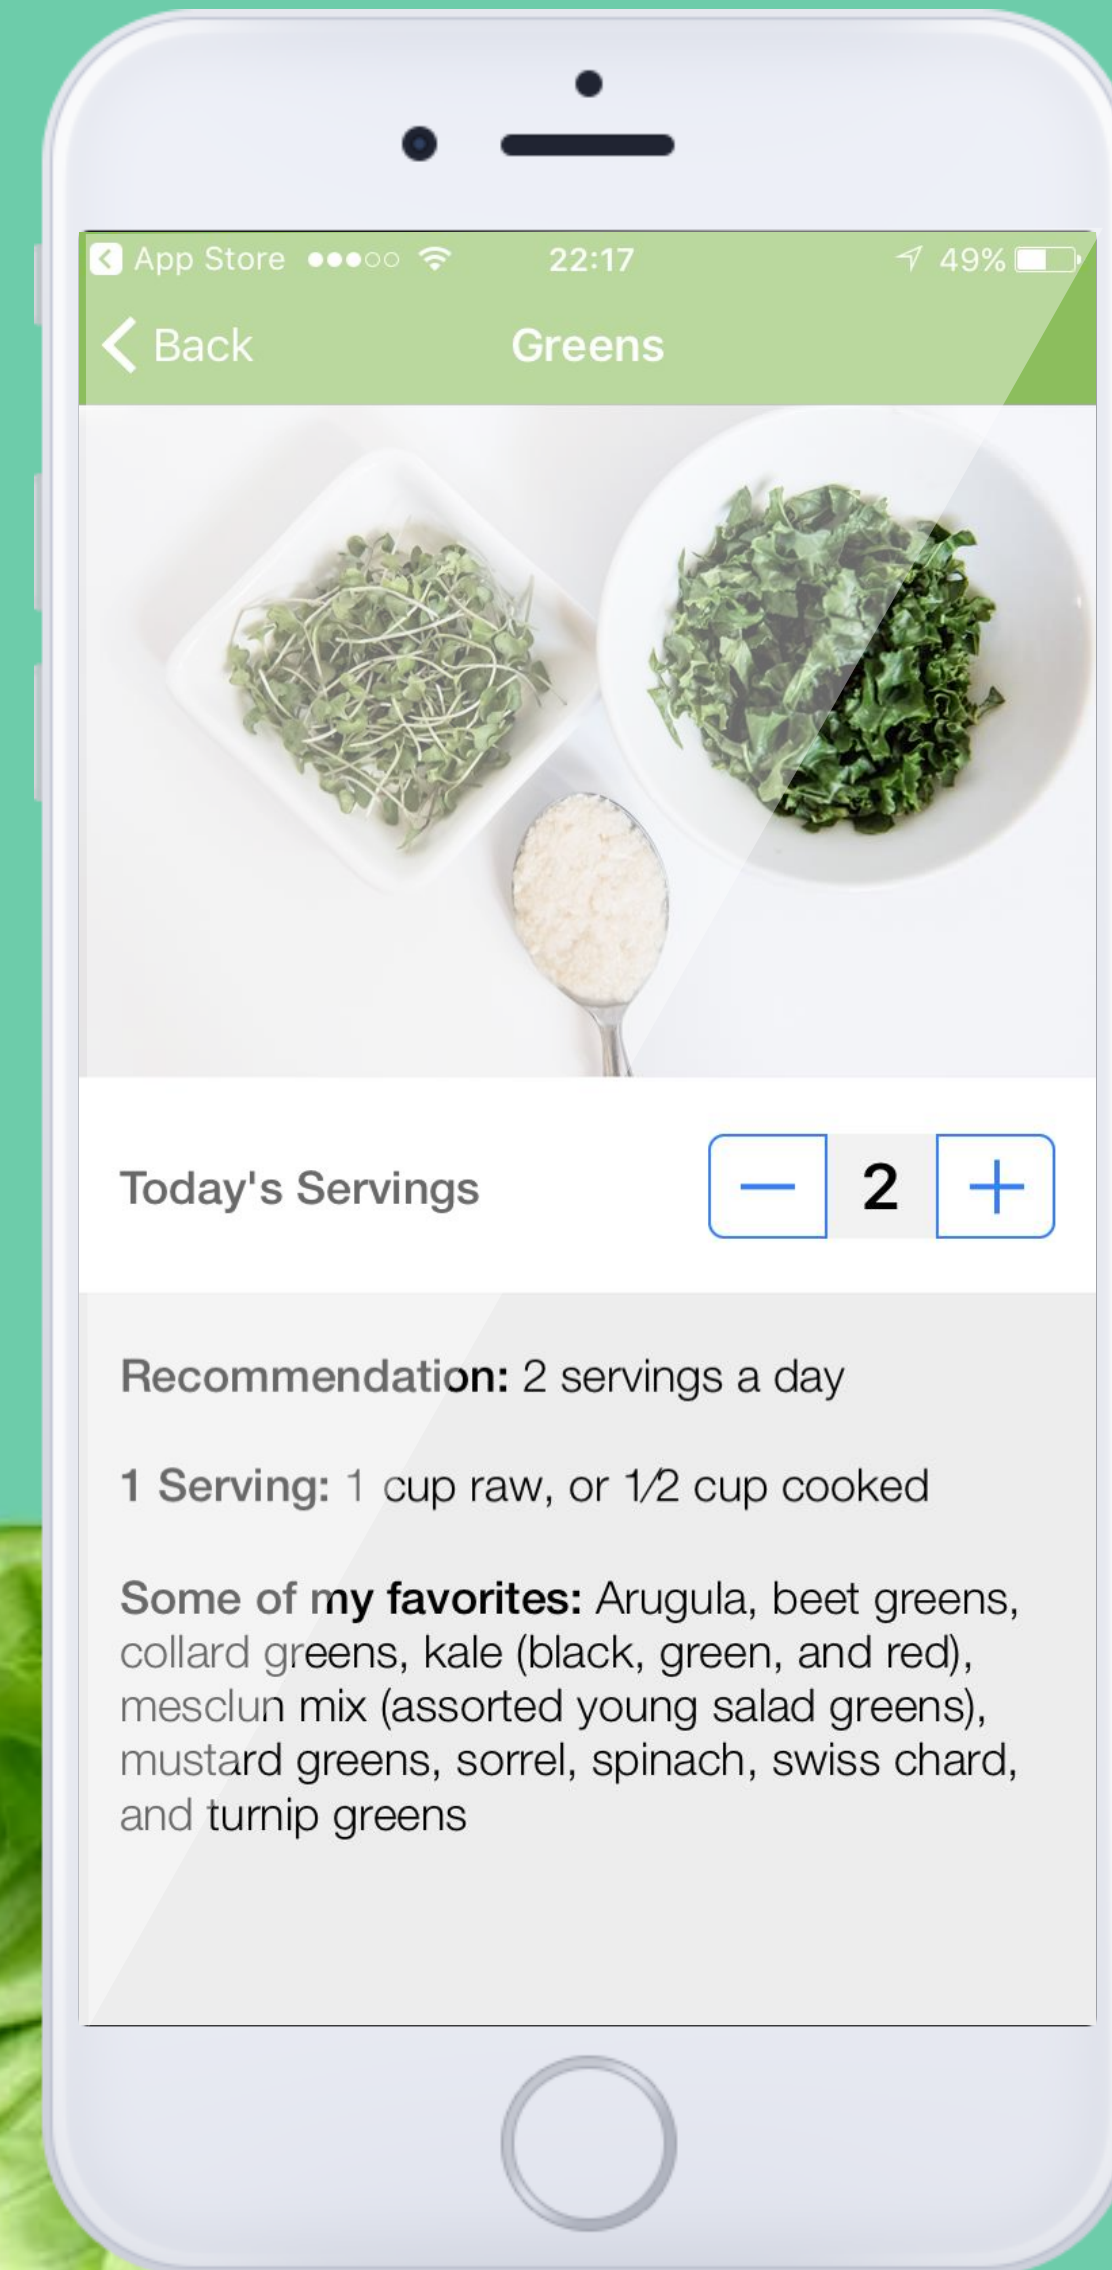 App Store 22:17 49%
Back Greens
Today's Servings 2
Recommendation: 2 servings a day
1 Serving: 1 cup raw, or 1/2 cup cooked
Some of my favorites: Arugula, beet greens,
collard greens, kale (black, green, and red),
mesclun mix (assorted young salad greens),
mustard greens, sorrel, spinach, swiss chard,
and turnip greens